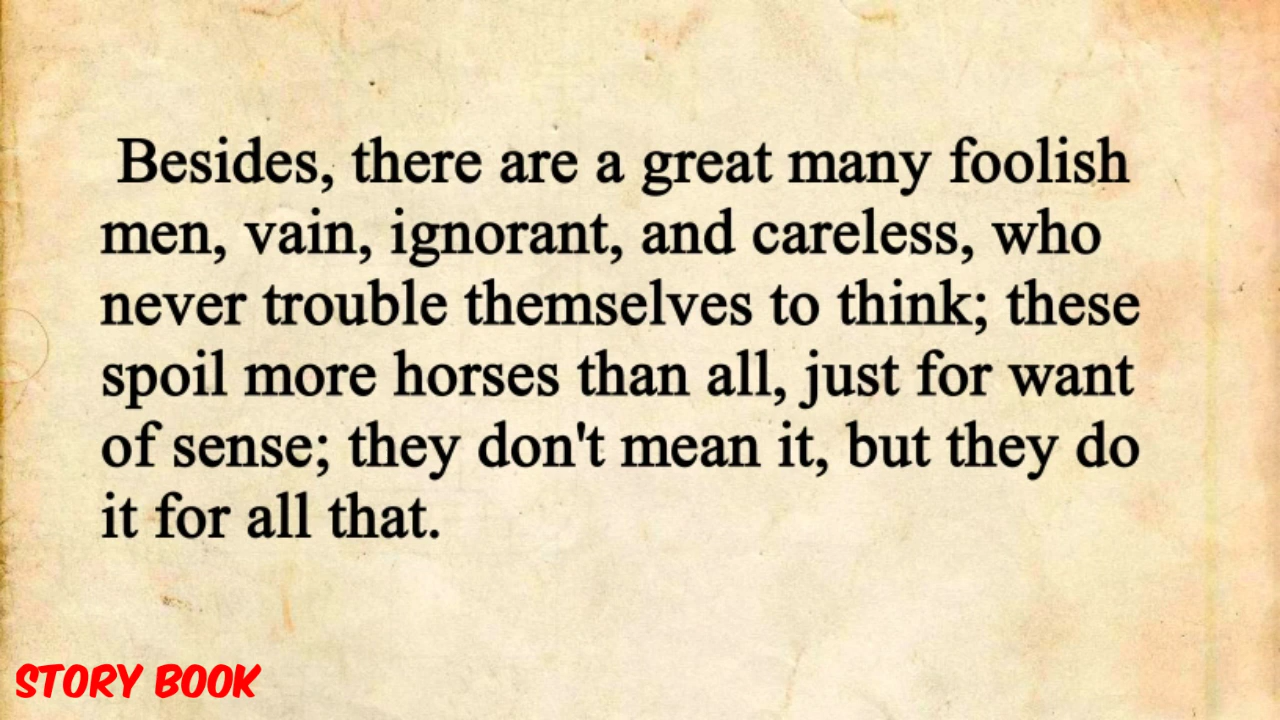 Besides, there are a great many foolish
men, vain, ignorant, and careless, who
never trouble themselves to think; these
spoil more horses than all, just for want
of sense; they don't mean it, but they do
it for all that.
STORY BOOK